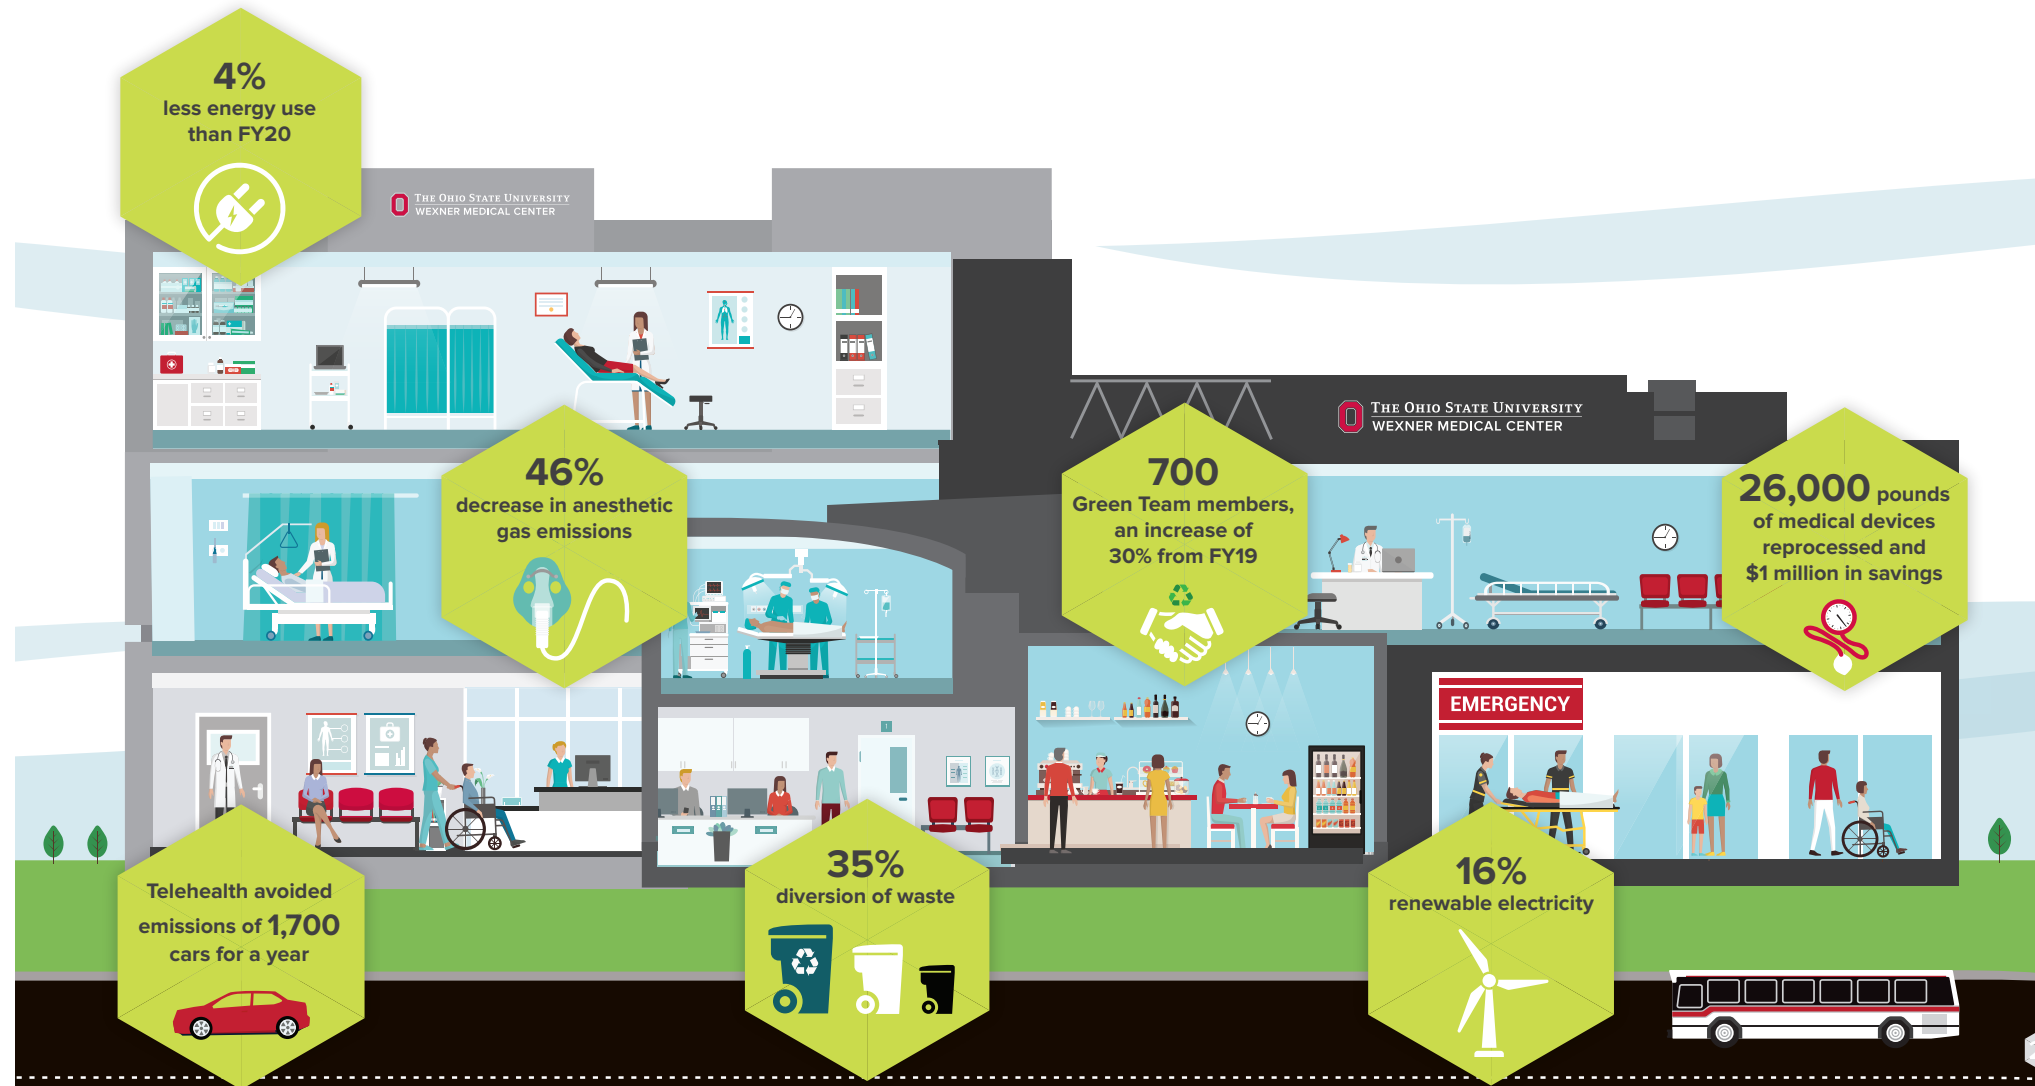 4%
less energy use
than FY20
THE OHIO STATE UNIVERSITY
WEXNER MEDICAL CENTER
THE OHIO STATE UNIVERSITY
WEXNER MEDICAL CENTER
46%
decrease in anesthetic
gas emissions
700
Green Team members,
an increase of
30% from FY19
26,000 pounds
of medical devices
reprocessed and
$1 million in savings
EMERGENCY
1
Telehealth avoided
emissions of 1,700
cars for a year
35%
diversion of waste
16%
renewable electricity